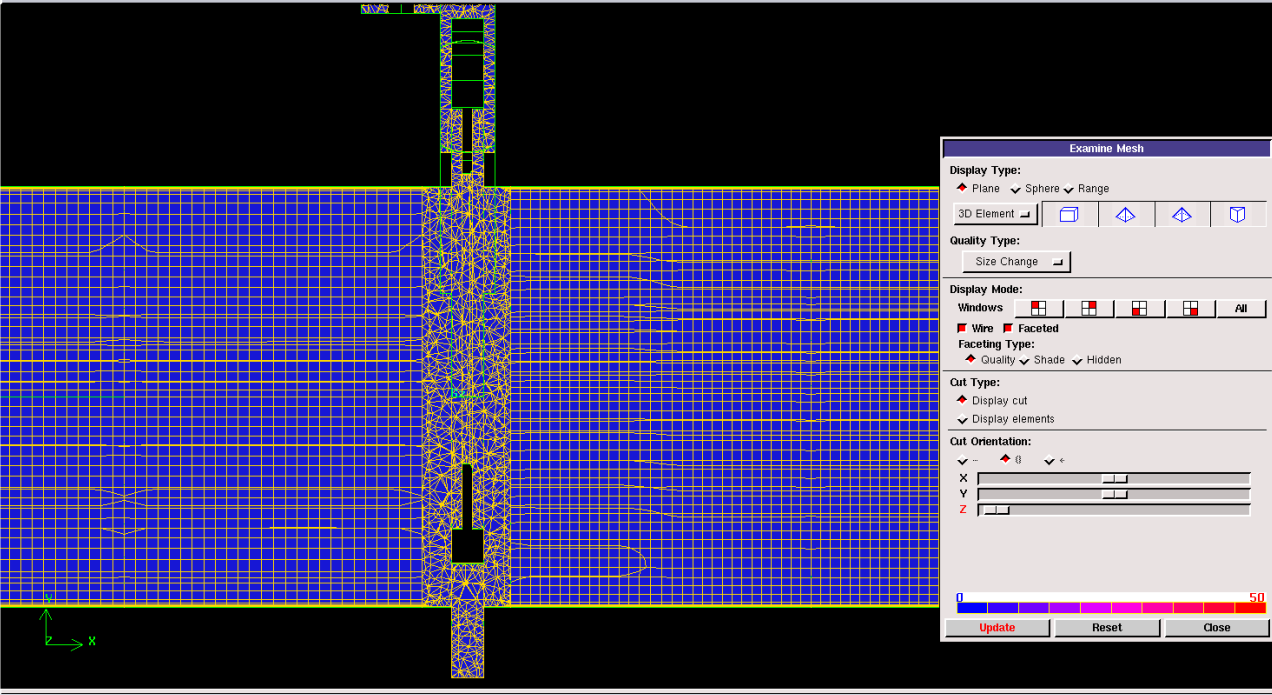 Examine Mesh
Display Type:
Plane Sphere Range
3D Element
Quality Type:
Size Change
Display Mode:
Windows All
Wire Faceted
Faceting Type:
Quality Shade Hidden
Cut Type:
Display cut
Display elements
Cut Orientation:
X
Y
Z
0 50
Update Reset Close
Y
Z X